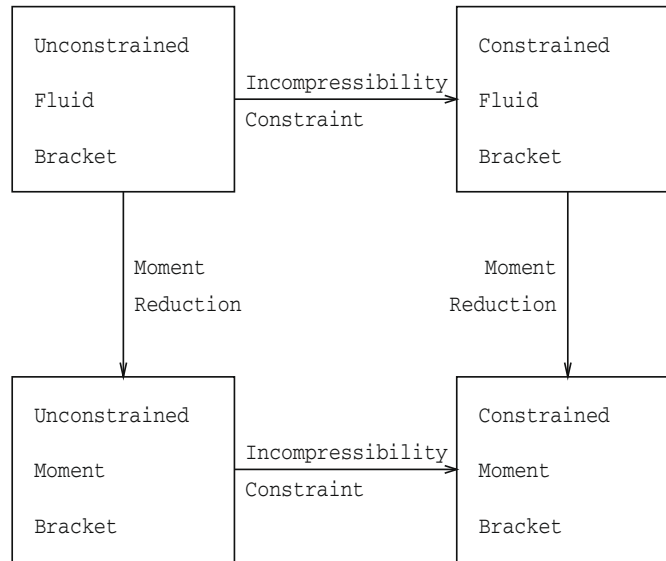 Unconstrained
Fluid
Bracket
Incompressibility
Constraint
Constrained
Fluid
Bracket
Moment
Reduction
Moment
Reduction
Unconstrained
Moment
Bracket
Incompressibility
Constraint
Constrained
Moment
Bracket